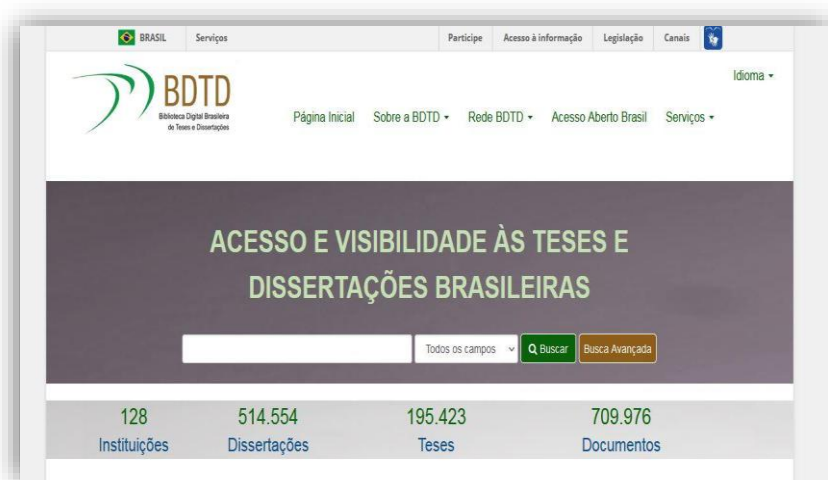 BRASIL Serviços Participe Acesso à informação Legislação Canais
Idioma
BDTD
Biblioteca Digital Brasileira
de Teses e Dissertações
Página Inicial Sobre a BDTD Rede BDTD Acesso Aberto Brasil Serviços
ACESSO E VISIBILIDADE ÀS TESES E
DISSERTAÇÕES BRASILEIRAS
Todos os campos Buscar Busca Avançada
128 514.554 195.423 709.976
Instituições Dissertações Teses Documentos